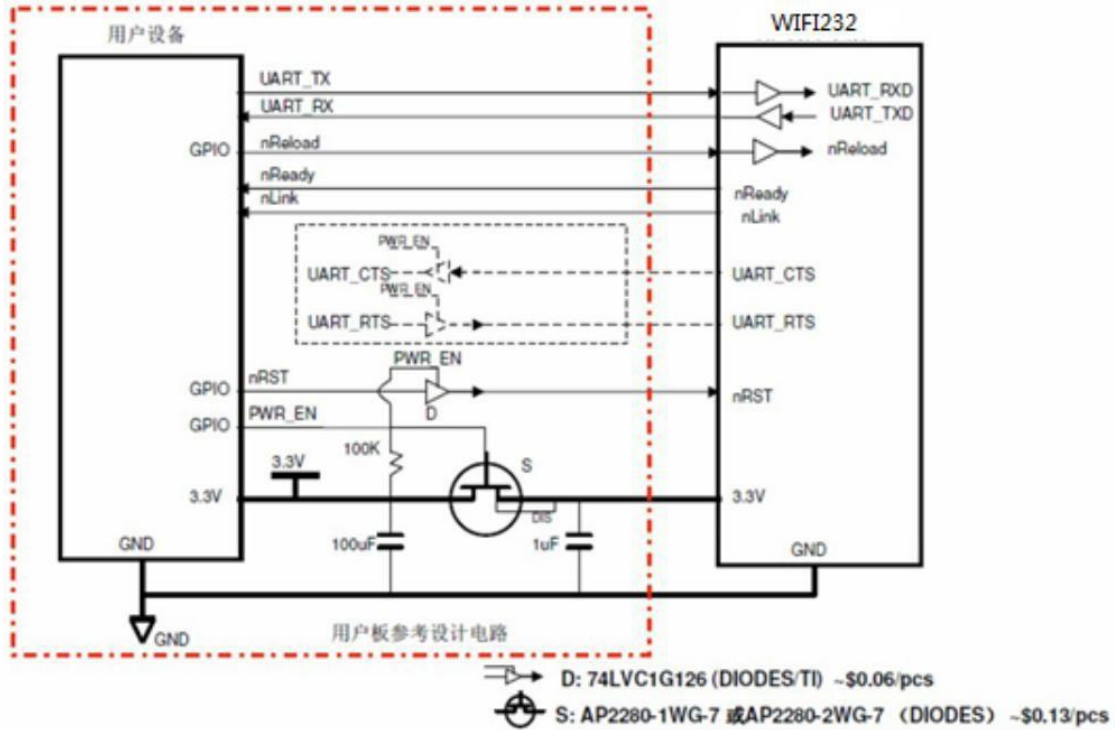 用户设备
WIFI232
UART_TX
UART_RXD
UART_RX
UART_TXD
GPIO
nReload
nReload
nReady
nReady
nLink
nLink
PWR_EN
UART_CTS
UART_CTS
PWR_EN
UART_RTS
UART_RTS
PWR_EN
GPIO
nRST
nRST
D
GPIO
PWR_EN
100K
S
3.3V
3.3V
3.3V
DIS
100uF
1uF
GND
GND
GND
用户板参考设计电路
D: 74LVC1G126 (DIODES/TI) ~$0.06/pcs
S: AP2280-1WG-7 或AP2280-2WG-7 （DIODES）~$0.13/pcs